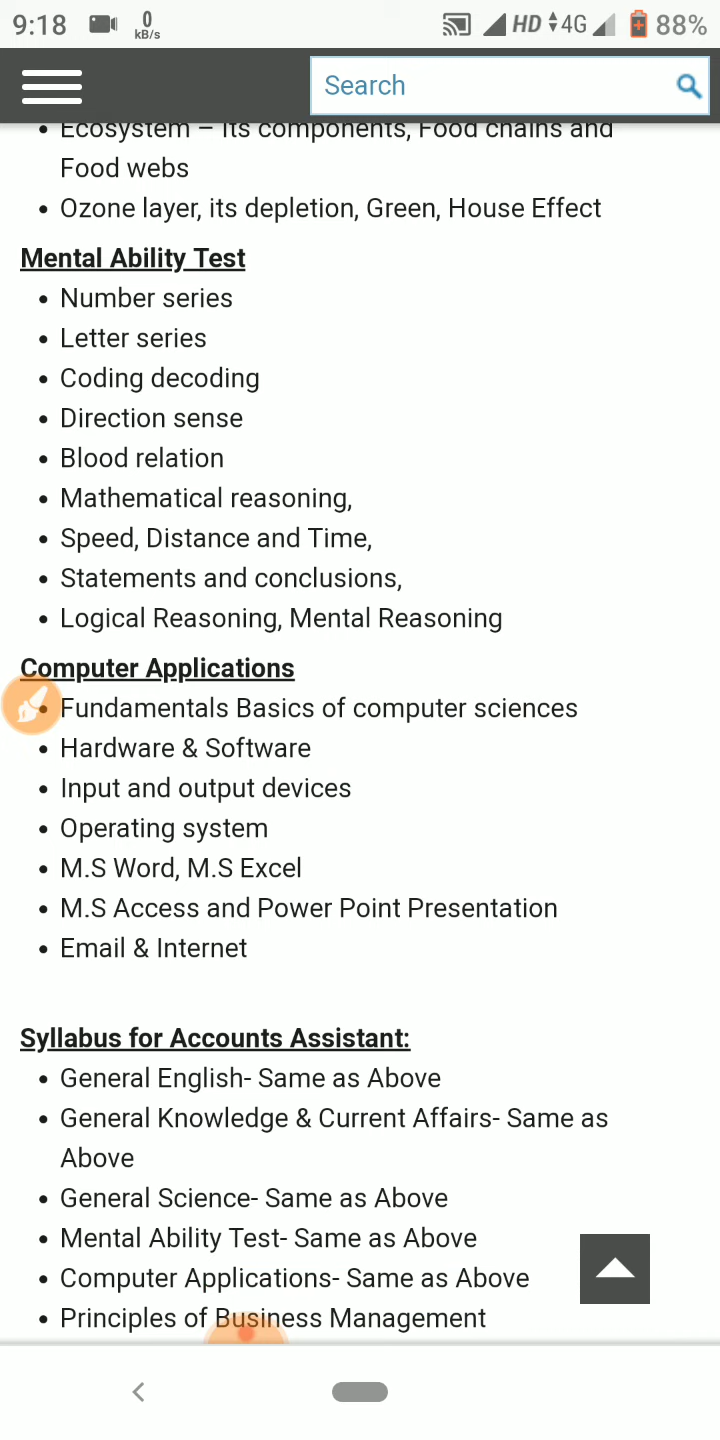 9:18 0 kB/s HD 4G 88%
Search
Ecosystem – its components, Food chains and
Food webs
Ozone layer, its depletion, Green, House Effect
Mental Ability Test
Number series
Letter series
Coding decoding
Direction sense
Blood relation
Mathematical reasoning,
Speed, Distance and Time,
Statements and conclusions,
Logical Reasoning, Mental Reasoning
Computer Applications
Fundamentals Basics of computer sciences
Hardware & Software
Input and output devices
Operating system
M.S Word, M.S Excel
M.S Access and Power Point Presentation
Email & Internet
Syllabus for Accounts Assistant:
General English- Same as Above
General Knowledge & Current Affairs- Same as
Above
General Science- Same as Above
Mental Ability Test- Same as Above
Computer Applications- Same as Above
Principles of Business Management